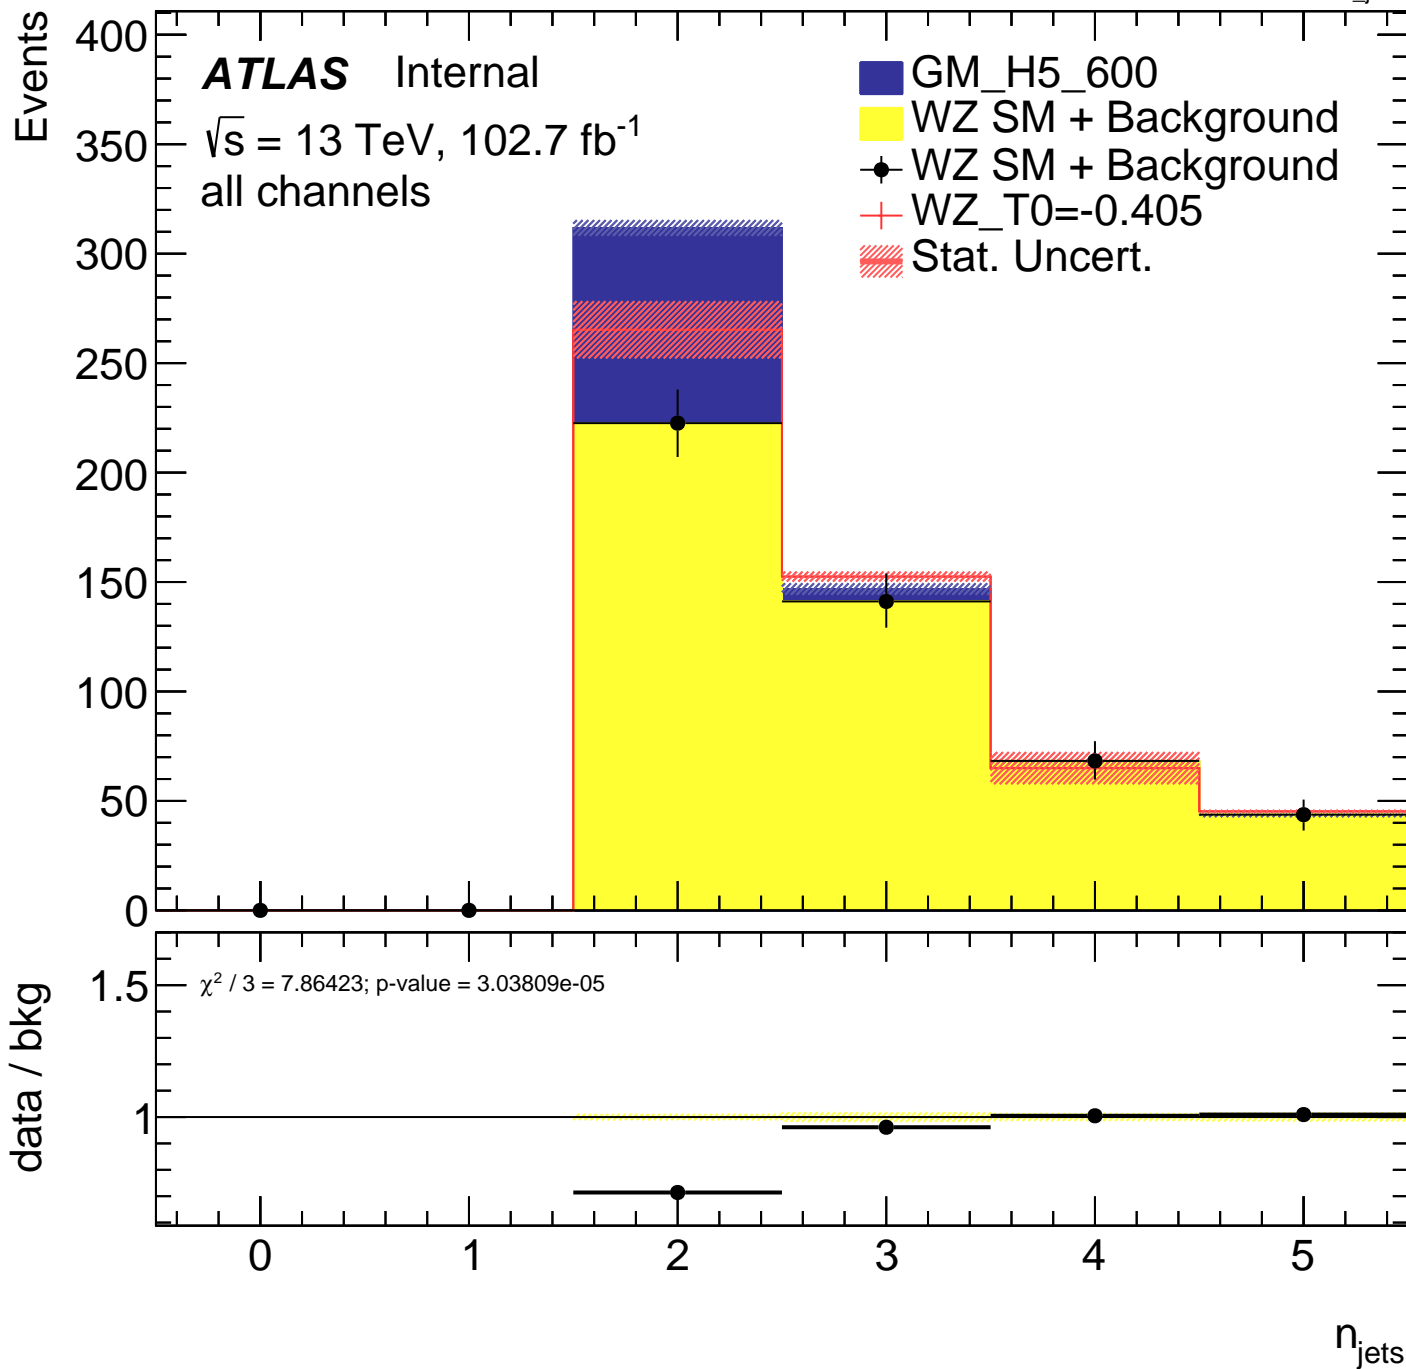 Events
400
350
300
250
200
150
100
50
0
ATLAS Internal
√s = 13 TeV, 102.7 fb⁻¹
all channels
GM_H5_600
WZ SM + Background
WZ SM + Background
WZ_T0=-0.405
Stat. Uncert.
data / bkg
1.5
1
χ² / 3 = 7.86423; p-value = 3.03809e-05
0 1 2 3 4 5
n_jets